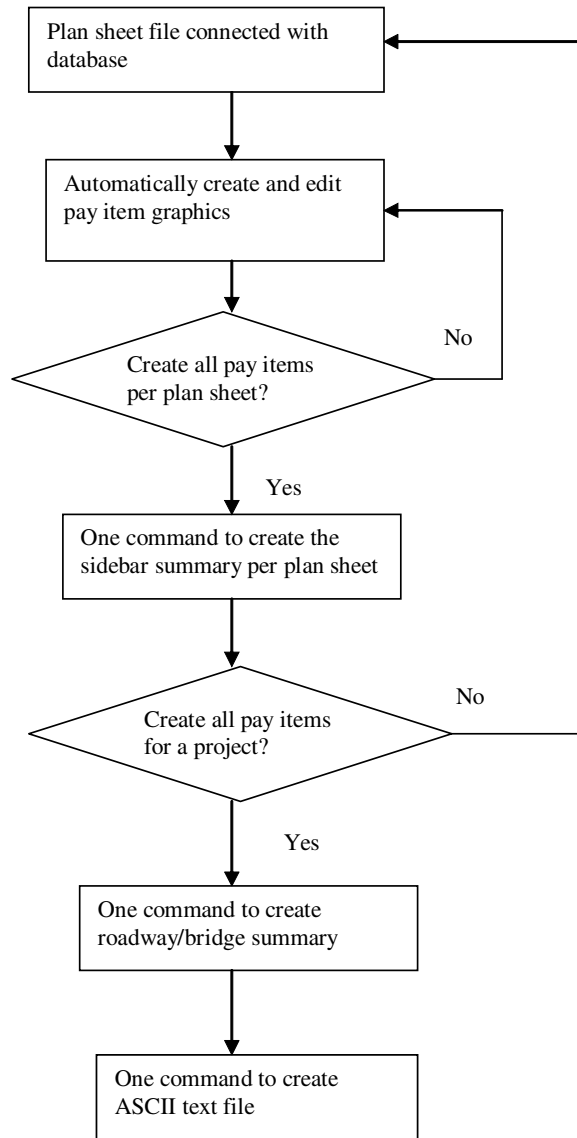 Plan sheet file connected with
database
Automatically create and edit
pay item graphics
No
Create all pay items
per plan sheet?
Yes
One command to create the
sidebar summary per plan sheet
No
Create all pay items
for a project?
Yes
One command to create
roadway/bridge summary
One command to create
ASCII text file